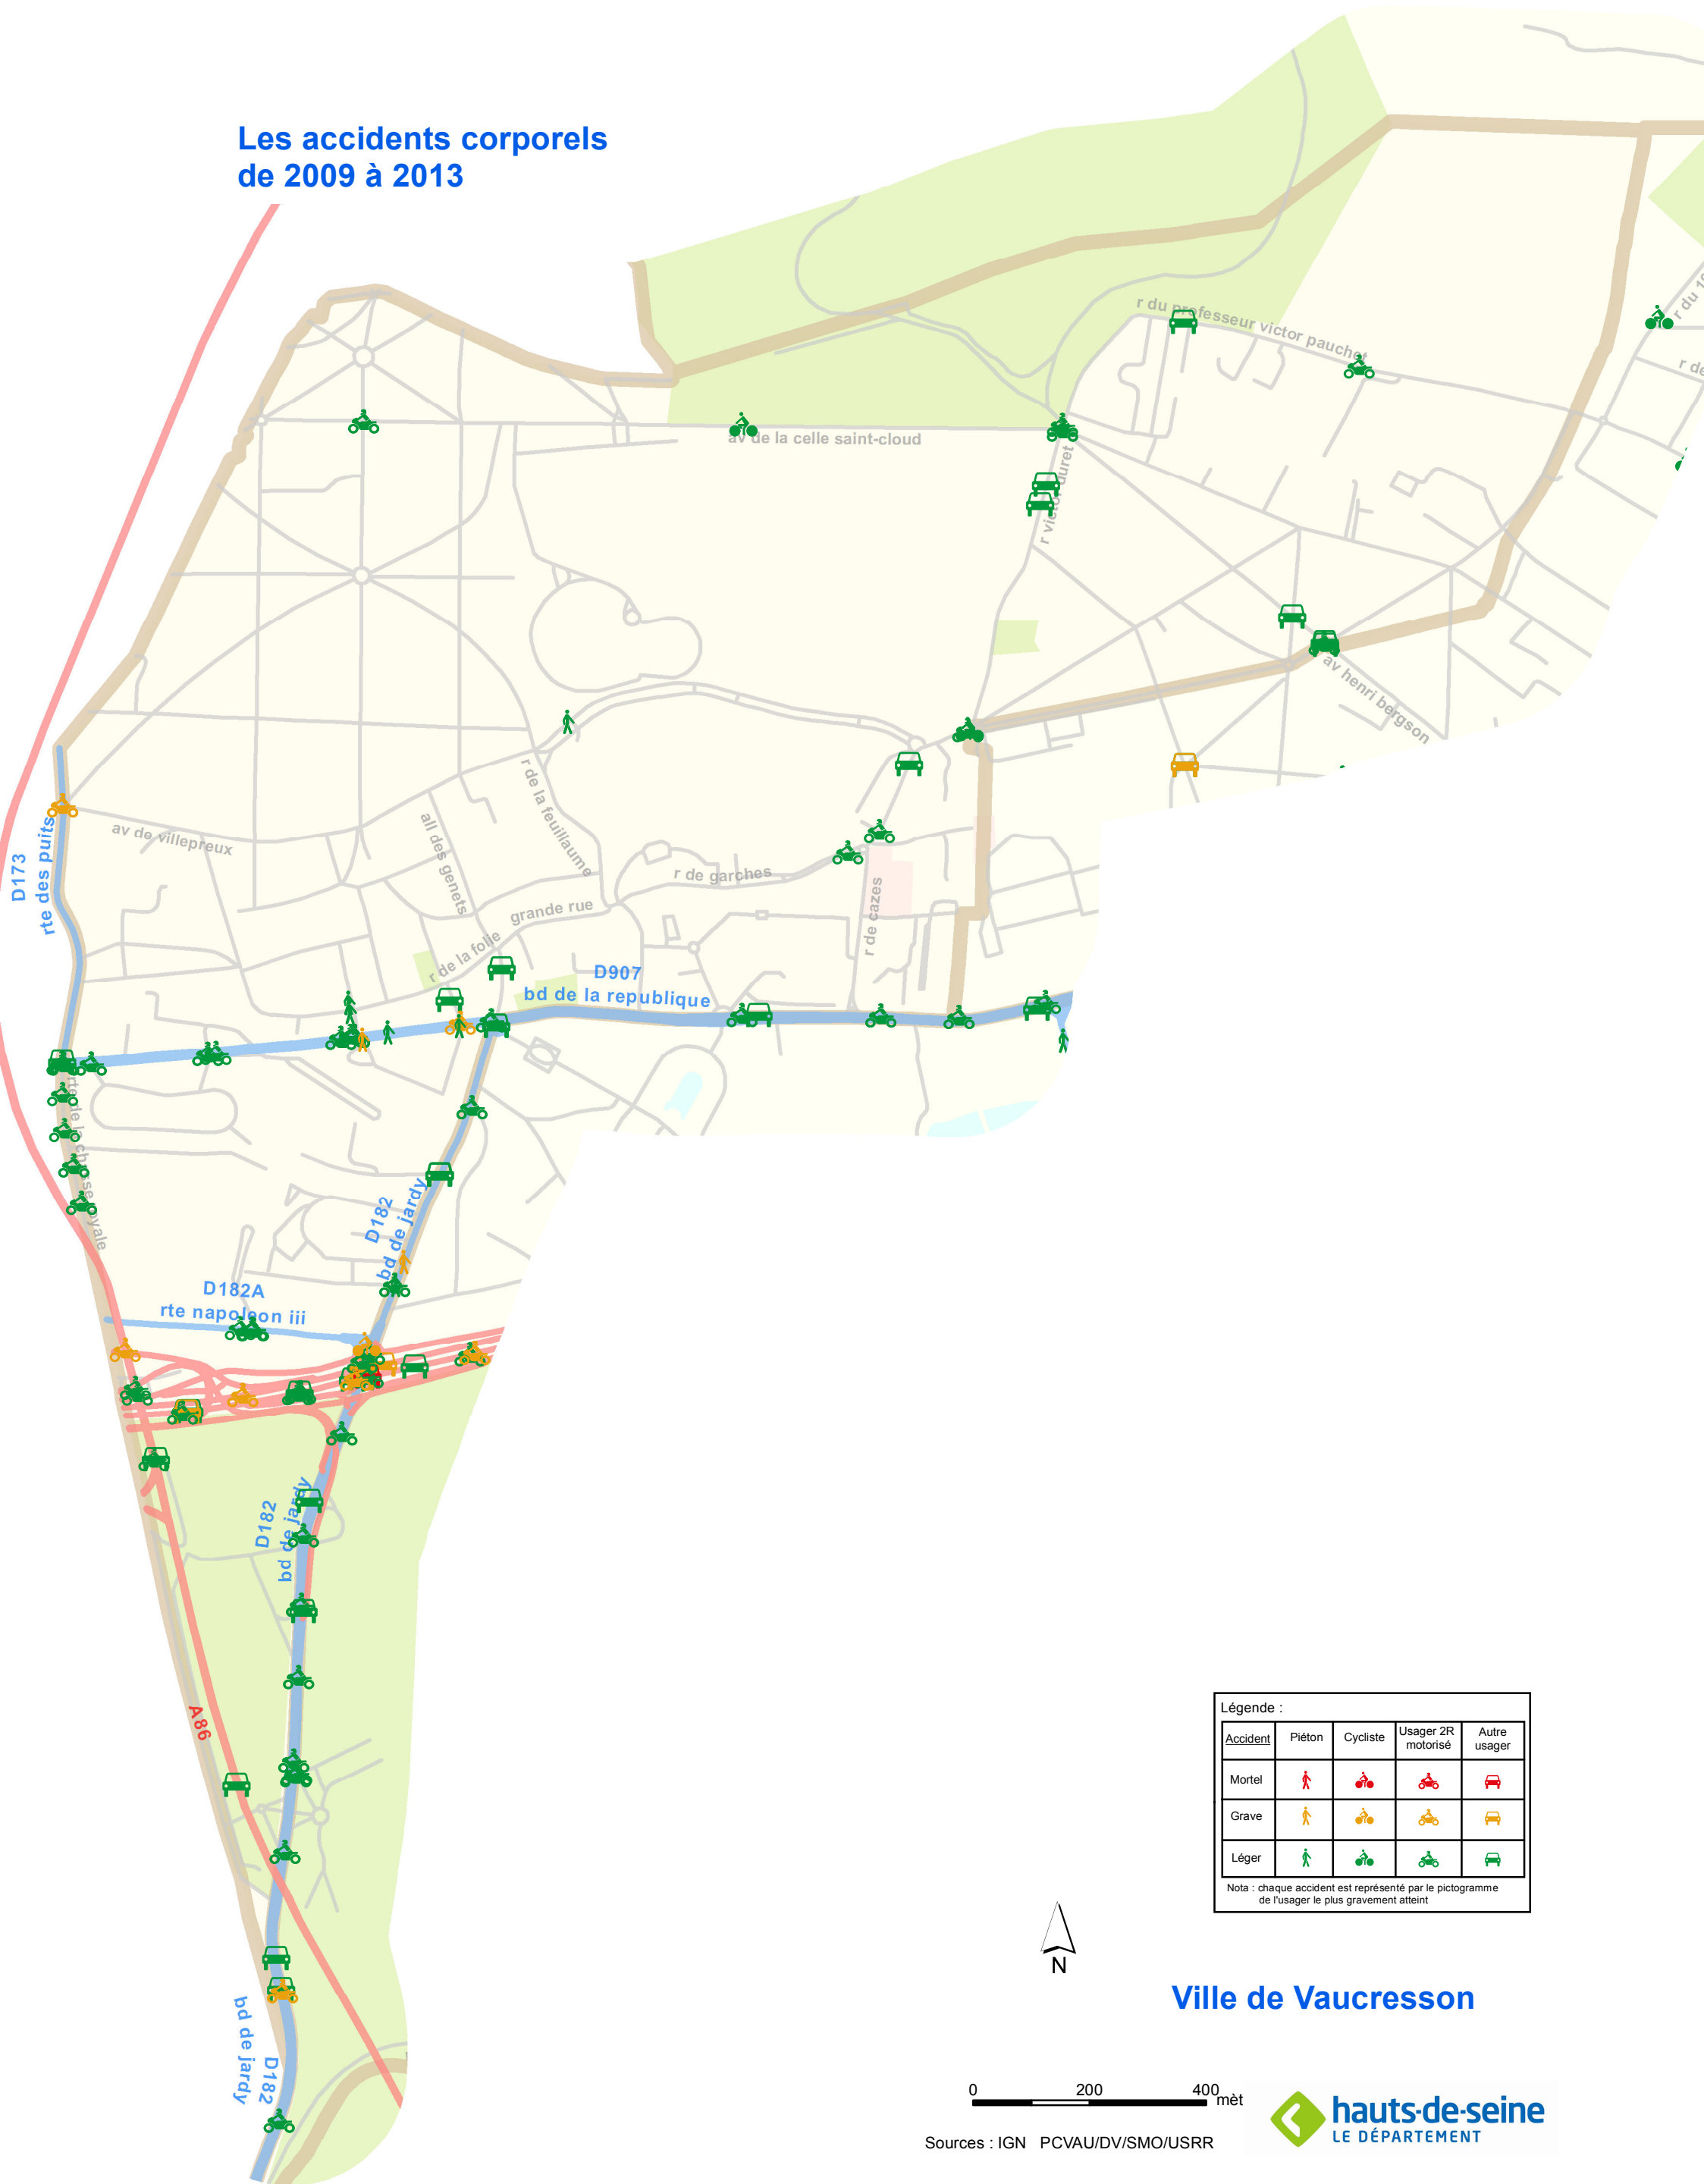 Les accidents corporels
de 2009 à 2013
r du professeur victor pauchet
r du 1
r de
av de la celle saint-cloud
r victor duret
av henri bergson
D173
rte des puits
av de villepreux
all des genets
r de la feuillaume
r de garches
grande rue
r de cazes
r de la folie
D907
bd de la republique
D182
bd de jardy
D182A
rte napoleon iii
D182
bd de jardy
A86
bd de jardy
D182
Légende :
Accident Piéton Cycliste Usager 2R motorisé Autre usager
Mortel
Grave
Léger
Nota : chaque accident est représenté par le pictogramme
de l'usager le plus gravement atteint
N
Ville de Vaucresson
0 200 400 mèt
Sources : IGN PCVAU/DV/SMO/USRR
hauts-de-seine
LE DÉPARTEMENT